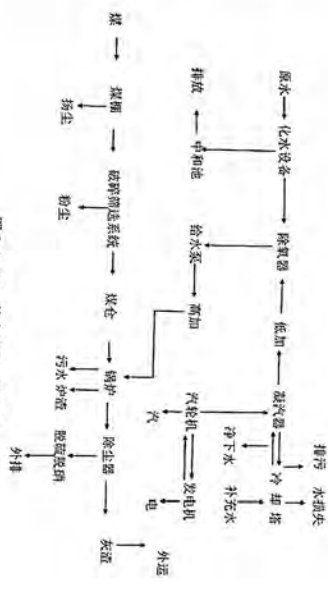 排污 水损失
原水 化水设备 除氧器 低加 凝汽器 冷却塔
净下水 补充水
排放 中和池 给水泵 高加 汽轮机 发电机
汽 电
煤 煤棚 破碎筛选系统 煤仓 锅炉 除尘器 灰渣 外运
扬尘 粉尘 污水 炉渣 脱硫脱硝
外排